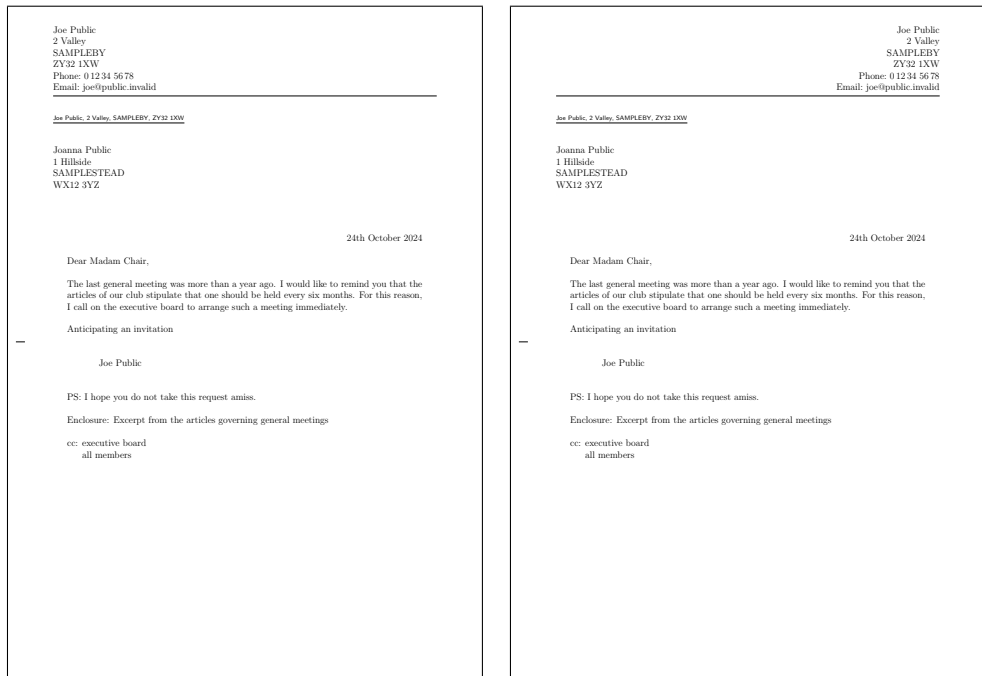 Joe Public
2 Valley
SAMPLEBY
ZY32 1XW
Phone: 0 12 34 56 78
Email: joe@public.invalid
Joe Public, 2 Valley, SAMPLEBY, ZY32 1XW
Joanna Public
1 Hillside
SAMPLESTEAD
WX12 3YZ
24th October 2024
Dear Madam Chair,
The last general meeting was more than a year ago. I would like to remind you that the
articles of our club stipulate that one should be held every six months. For this reason,
I call on the executive board to arrange such a meeting immediately.
Anticipating an invitation
Joe Public
PS: I hope you do not take this request amiss.
Enclosure: Excerpt from the articles governing general meetings
cc: executive board
all members
Joe Public
2 Valley
SAMPLEBY
ZY32 1XW
Phone: 0 12 34 56 78
Email: joe@public.invalid
Joe Public, 2 Valley, SAMPLEBY, ZY32 1XW
Joanna Public
1 Hillside
SAMPLESTEAD
WX12 3YZ
24th October 2024
Dear Madam Chair,
The last general meeting was more than a year ago. I would like to remind you that the
articles of our club stipulate that one should be held every six months. For this reason,
I call on the executive board to arrange such a meeting immediately.
Anticipating an invitation
Joe Public
PS: I hope you do not take this request amiss.
Enclosure: Excerpt from the articles governing general meetings
cc: executive board
all members